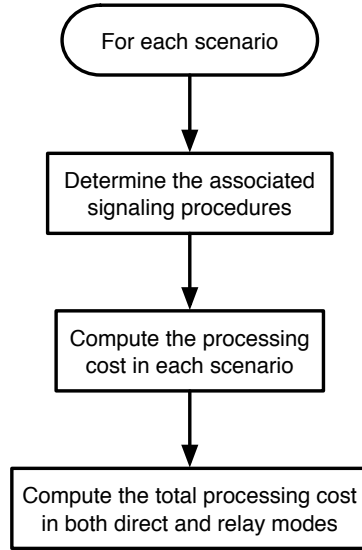 For each scenario
Determine the associated
signaling procedures
Compute the processing
cost in each scenario
Compute the total processing cost
in both direct and relay modes